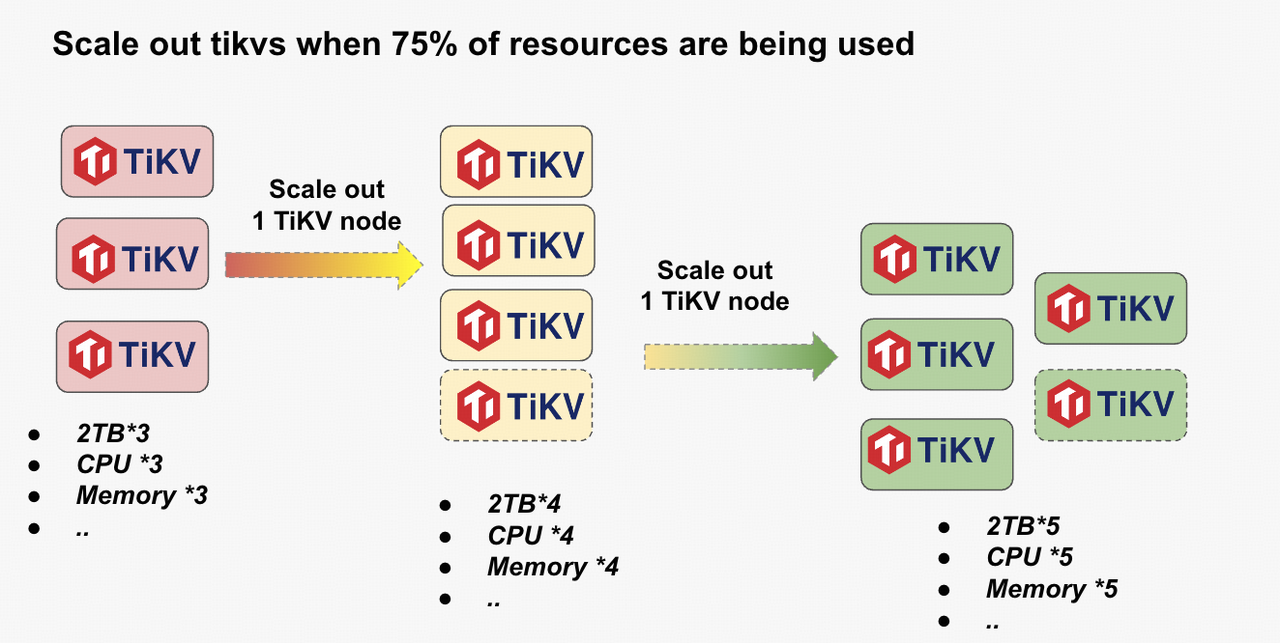 Scale out tikvs when 75% of resources are being used
TiKV
TiKV
TiKV
2TB*3
CPU *3
Memory *3
..
Scale out
1 TiKV node
TiKV
TiKV
TiKV
TiKV
2TB*4
CPU *4
Memory *4
..
Scale out
1 TiKV node
TiKV
TiKV
TiKV
TiKV
TiKV
2TB*5
CPU *5
Memory *5
..